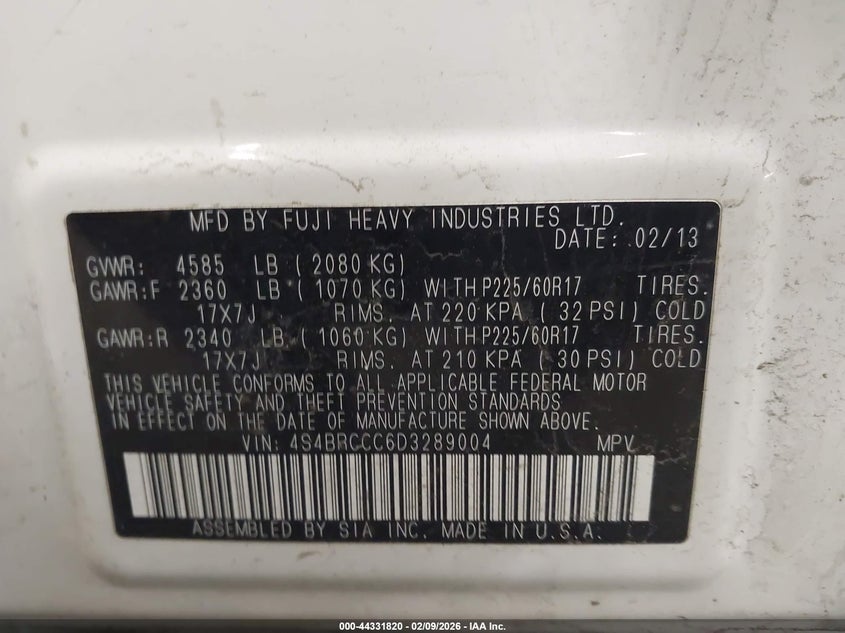 MFD BY FUJI HEAVY INDUSTRIES LTD.
DATE: 02/13
GVWR: 4585 LB ( 2080 KG)
GAWR:F 2360 LB ( 1070 KG) WITH P225/60R17 TIRES.
17X7J RIMS. AT 220 KPA ( 32 PSI) COLD
GAWR:R 2340 LB. ( 1060 KG) WITH P225/60R17 TIRES.
17X7J RIMS. AT 210 KPA ( 30 PSI) COLD
THIS VEHICLE CONFORMS TO ALL APPLICABLE FEDERAL MOTOR
VEHICLE SAFETY AND THEFT PREVENTION STANDARDS
IN EFFECT ON THE DATE OF MANUFACTURE SHOWN ABOVE.
VIN: 4S4BRCCC6D3289004 MPV
ASSEMBLED BY SIA INC. MADE IN U.S.A.
000-44331820 - 02/09/2026 - IAA Inc.